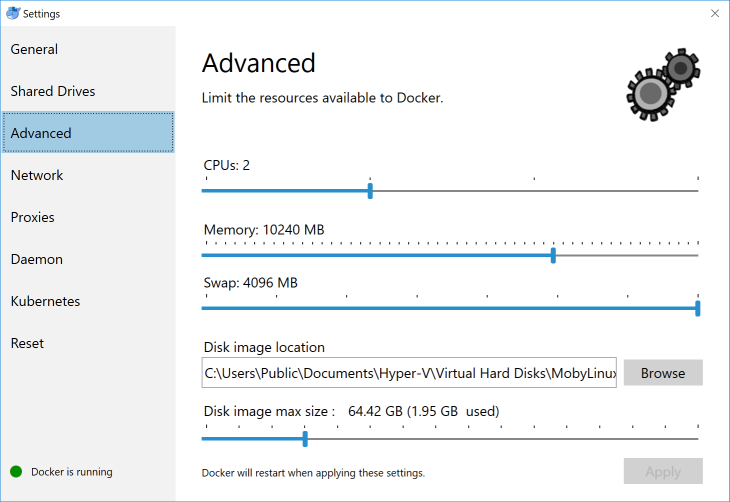 Settings
General
Shared Drives
Advanced
Network
Proxies
Daemon
Kubernetes
Reset
Docker is running
Advanced
Limit the resources available to Docker.
CPUs: 2
Memory: 10240 MB
Swap: 4096 MB
Disk image location
C:\Users\Public\Documents\Hyper-V\Virtual Hard Disks\MobyLinux
Browse
Disk image max size : 64.42 GB (1.95 GB used)
Docker will restart when applying these settings.
Apply